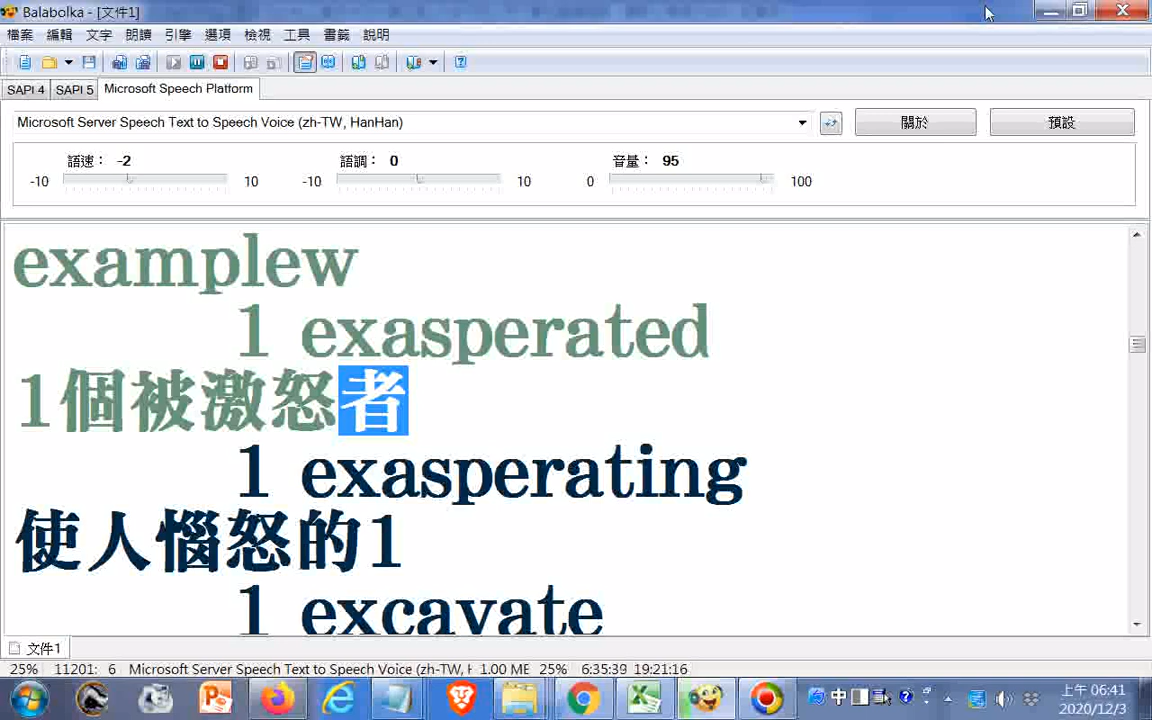 Balabolka - [文件1]
檔案 編輯 文字 朗讀 引擎 選項 檢視 工具 書籤 說明
SAPI 4 SAPI 5 Microsoft Speech Platform
Microsoft Server Speech Text to Speech Voice (zh-TW, HanHan) 關於 預設
語速： -2 語調： 0 音量： 95
-10 10 -10 10 0 100
examplew
1 exasperated
1個被激怒者
1 exasperating
使人惱怒的1
1 excavate
文件1
25% 11201: 6 Microsoft Server Speech Text to Speech Voice (zh-TW, 1.00 ME 25% 6:35:39 19:21:16
中 上午 06:41
2020/12/3